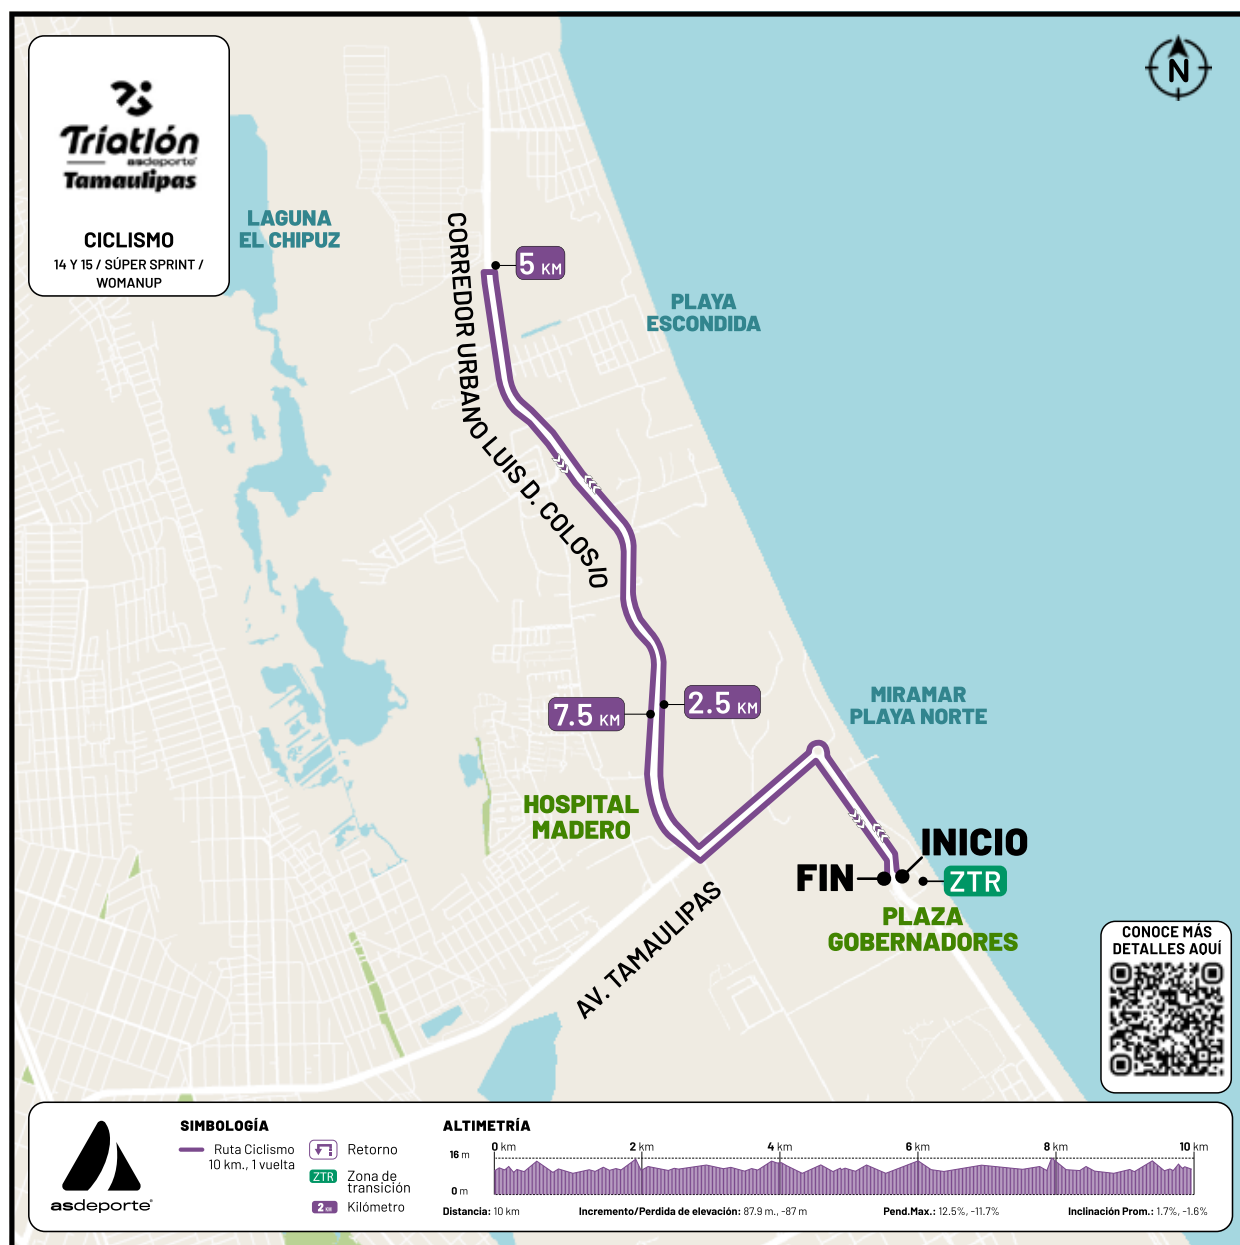 Triatlón
asdeporte
Tamaulipas
CICLISMO
14 Y 15 / SÚPER SPRINT /
WOMANUP
N
LAGUNA
EL CHIPUZ
5 KM
PLAYA
ESCONDIDA
CORREDOR URBANO LUIS D. COLOSIO
7.5 KM
2.5 KM
MIRAMAR
PLAYA NORTE
HOSPITAL
MADERO
INICIO
FIN
ZTR
PLAZA
GOBERNADORES
AV. TAMAULIPAS
CONOCE MÁS
DETALLES AQUÍ
asdeporte
SIMBOLOGÍA
Ruta Ciclismo
10 km., 1 vuelta
Retorno
ZTR Zona de
transición
2 KM Kilómetro
ALTIMETRÍA
0 km 2 km 4 km 6 km 8 km 10 km
16 m
0 m
Distancia: 10 km Incremento/Perdida de elevación: 87.9 m., -87 m Pend.Max.: 12.5%, -11.7% Inclinación Prom.: 1.7%, -1.6%